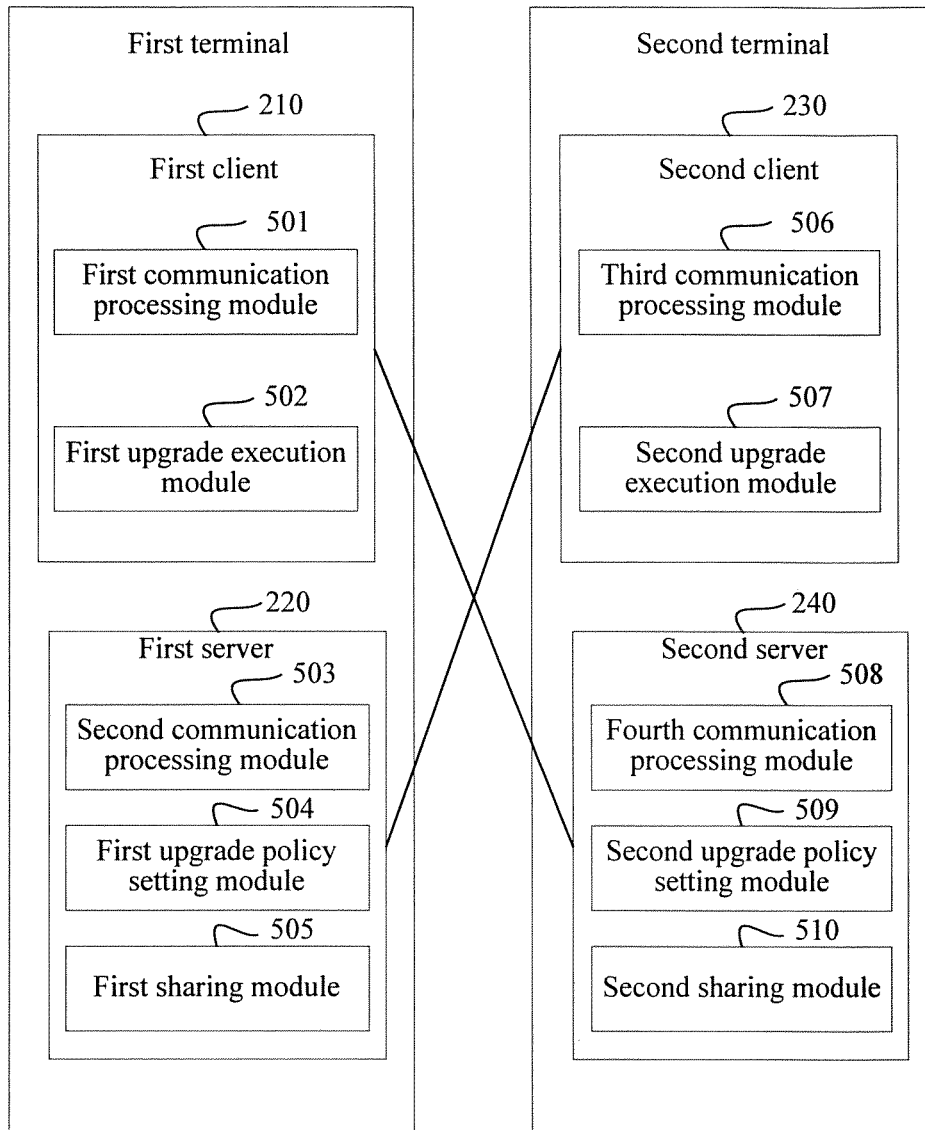 First terminal
210
First client
501
First communication
processing module
502
First upgrade execution
module
220
First server
503
Second communication
processing module
504
First upgrade policy
setting module
505
First sharing module
Second terminal
230
Second client
506
Third communication
processing module
507
Second upgrade
execution module
240
Second server
508
Fourth communication
processing module
509
Second upgrade policy
setting module
510
Second sharing module